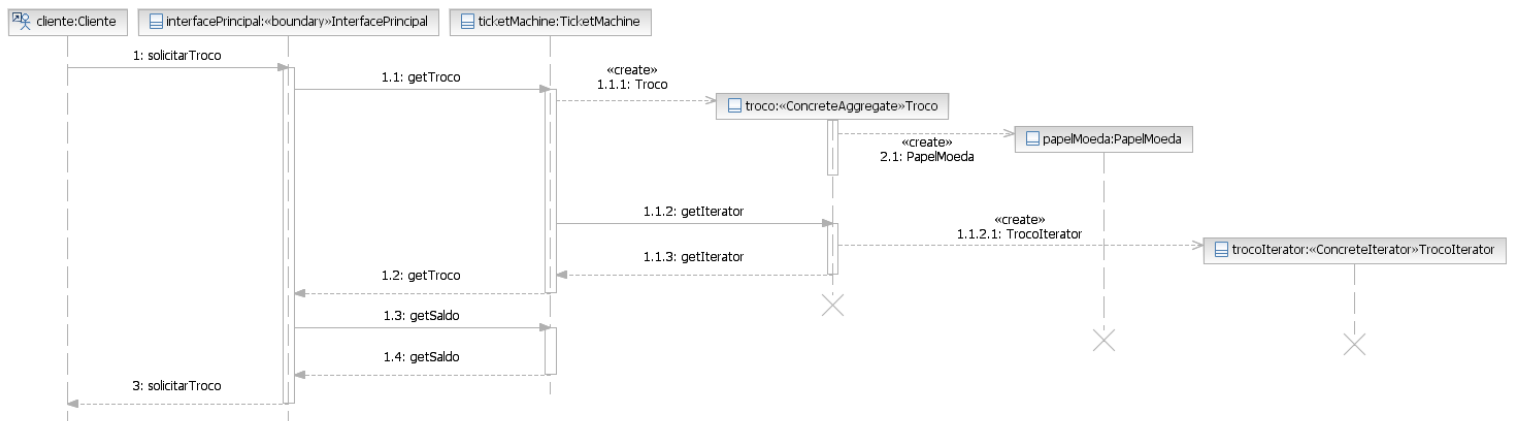 cliente:Cliente
interfacePrincipal:«boundary»InterfacePrincipal
ticketMachine:TicketMachine
1: solicitarTroco
1.1: getTroco
«create»
1.1.1: Troco
troco:«ConcreteAggregate»Troco
papelMoeda:PapelMoeda
«create»
2.1: PapelMoeda
1.1.2: getIterator
«create»
1.1.2.1: TrocoIterator
trocoIterator:«ConcreteIterator»TrocoIterator
1.1.3: getIterator
1.2: getTroco
1.3: getSaldo
1.4: getSaldo
3: solicitarTroco